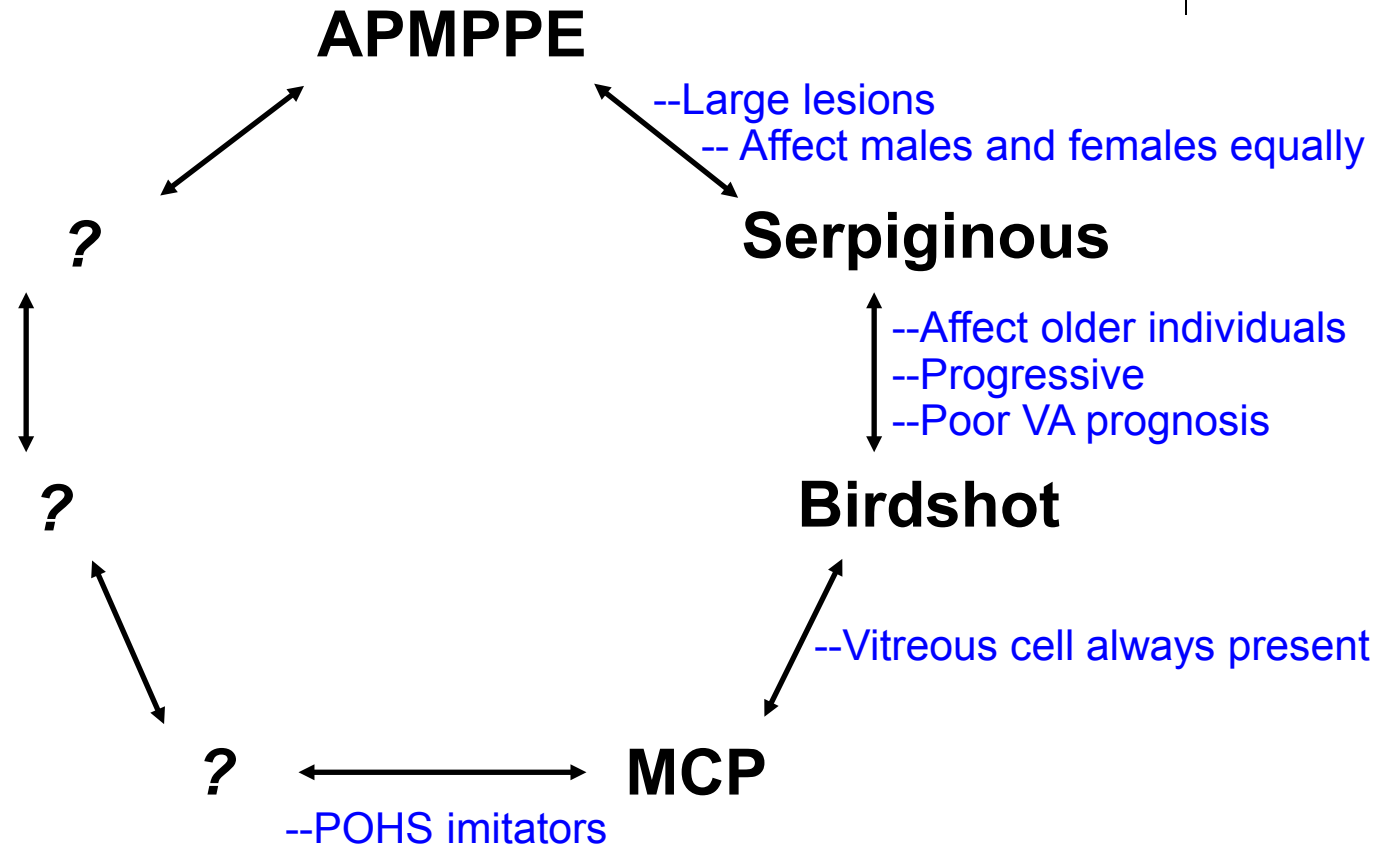 APMPPE
--Large lesions
-- Affect males and females equally
?
Serpiginous
--Affect older individuals
--Progressive
--Poor VA prognosis
?
Birdshot
--Vitreous cell always present
?
MCP
--POHS imitators